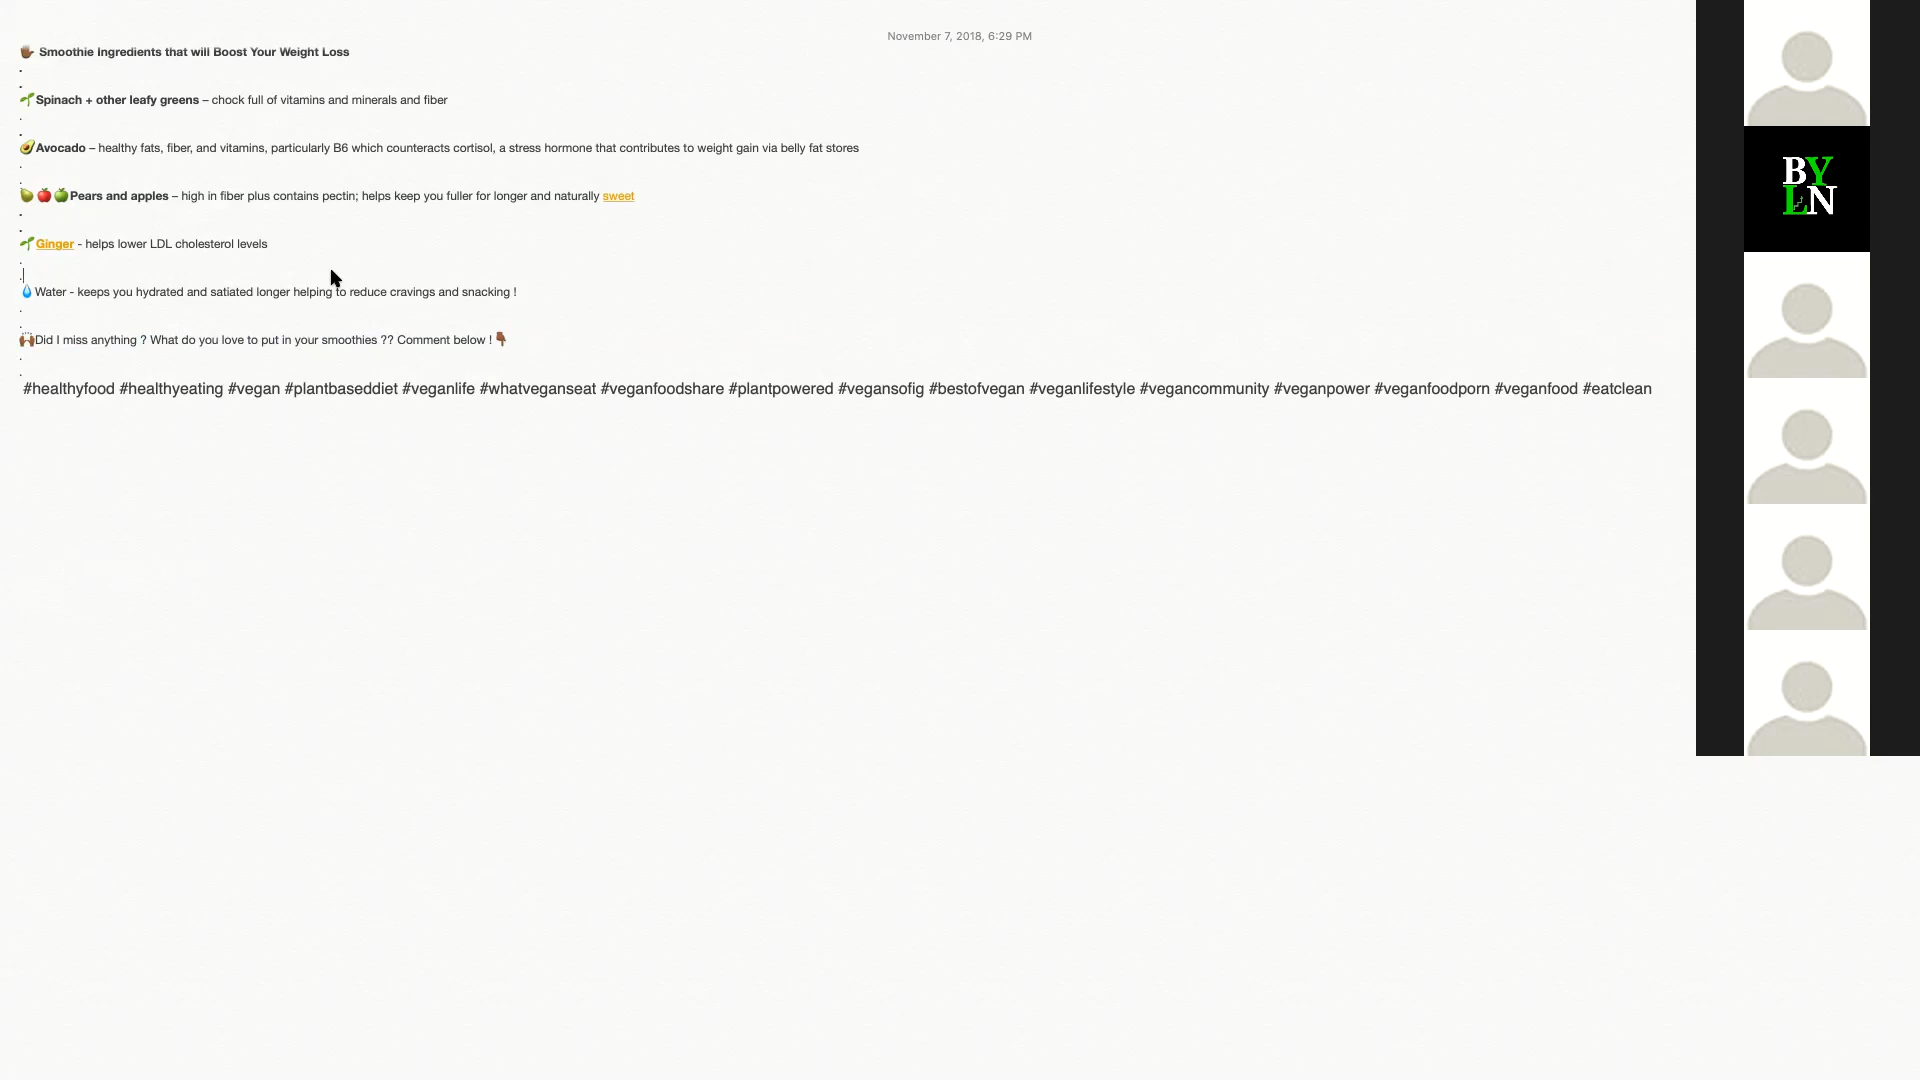 November 7, 2018, 6:29 PM
🖐🏾 Smoothie Ingredients that will Boost Your Weight Loss
.
.
🌱Spinach + other leafy greens – chock full of vitamins and minerals and fiber
.
.
🥑Avocado – healthy fats, fiber, and vitamins, particularly B6 which counteracts cortisol, a stress hormone that contributes to weight gain via belly fat stores
.
.
🍐🍎🍏Pears and apples – high in fiber plus contains pectin; helps keep you fuller for longer and naturally sweet
.
.
🌱Ginger - helps lower LDL cholesterol levels
.
.
💧Water - keeps you hydrated and satiated longer helping to reduce cravings and snacking !
.
.
🙌🏾Did I miss anything ? What do you love to put in your smoothies ?? Comment below !👇🏾
.
.
#healthyfood #healthyeating #vegan #plantbaseddiet #veganlife #whatveganseat #veganfoodshare #plantpowered #vegansofig #bestofvegan #veganlifestyle #vegancommunity #veganpower #veganfoodporn #veganfood #eatclean
BY
LN